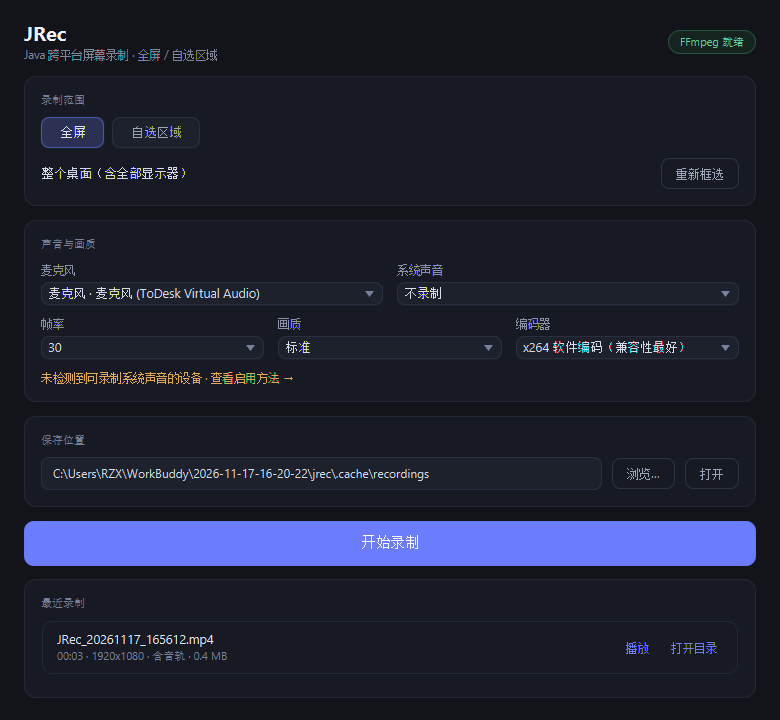 JRec
Java 跨平台屏幕录制 · 全屏 / 自选区域
FFmpeg 就绪
录制范围
全屏 自选区域
整个桌面（含全部显示器） 重新框选
声音与画质
麦克风 系统声音
麦克风 · 麦克风 (ToDesk Virtual Audio) 不录制
帧率 画质 编码器
30 标准 x264 软件编码（兼容性最好）
未检测到可录制系统声音的设备 · 查看启用方法 →
保存位置
C:\Users\RZX\WorkBuddy\2026-11-17-16-20-22\jrec\.cache\recordings 浏览... 打开
开始录制
最近录制
JRec_20261117_165612.mp4
00:03 · 1920x1080 · 含音轨 · 0.4 MB
播放 打开目录